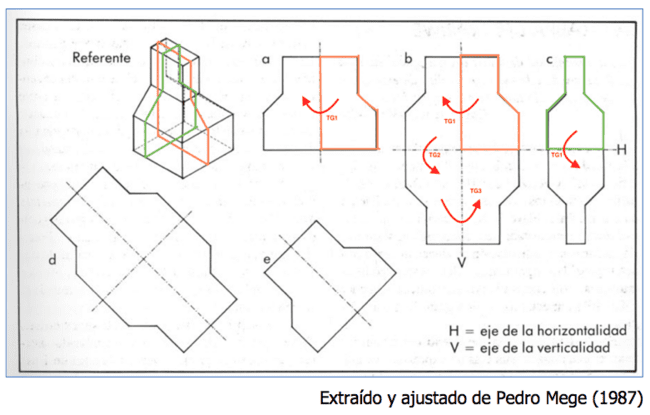 Referente
a
b
c
TG1
TG1
TG2
TG3
TG1
H
V
d
e
H = eje de la horizontalidad
V = eje de la verticalidad
Extraído y ajustado de Pedro Mege (1987)